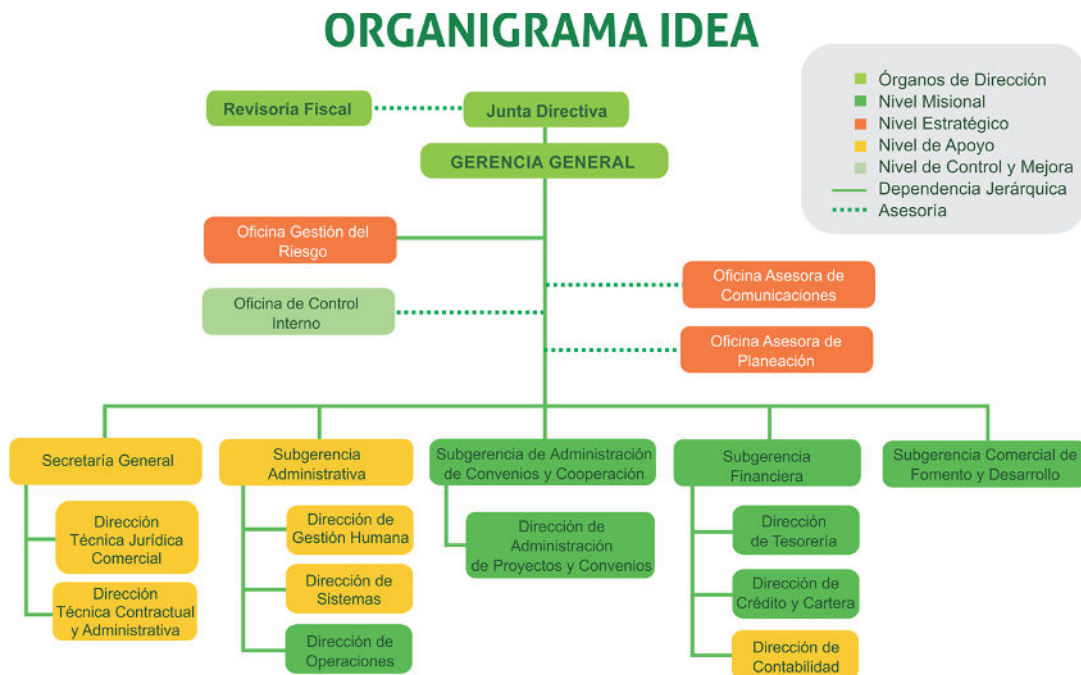 ORGANIGRAMA IDEA
Órganos de Dirección
Nivel Misional
Nivel Estratégico
Nivel de Apoyo
Nivel de Control y Mejora
Dependencia Jerárquica
Asesoría
Revisoría Fiscal
Junta Directiva
GERENCIA GENERAL
Oficina Gestión del
Riesgo
Oficina Asesora de
Comunicaciones
Oficina de Control
Interno
Oficina Asesora de
Planeación
Secretaría General
Subgerencia
Administrativa
Subgerencia de Administración
de Convenios y Cooperación
Subgerencia
Financiera
Subgerencia Comercial de
Fomento y Desarrollo
Dirección
Técnica Jurídica
Comercial
Dirección
Técnica Contractual
y Administrativa
Dirección de
Gestión Humana
Dirección de
Sistemas
Dirección de
Operaciones
Dirección de
Administración
de Proyectos y Convenios
Dirección
de Tesorería
Dirección de
Crédito y Cartera
Dirección de
Contabilidad